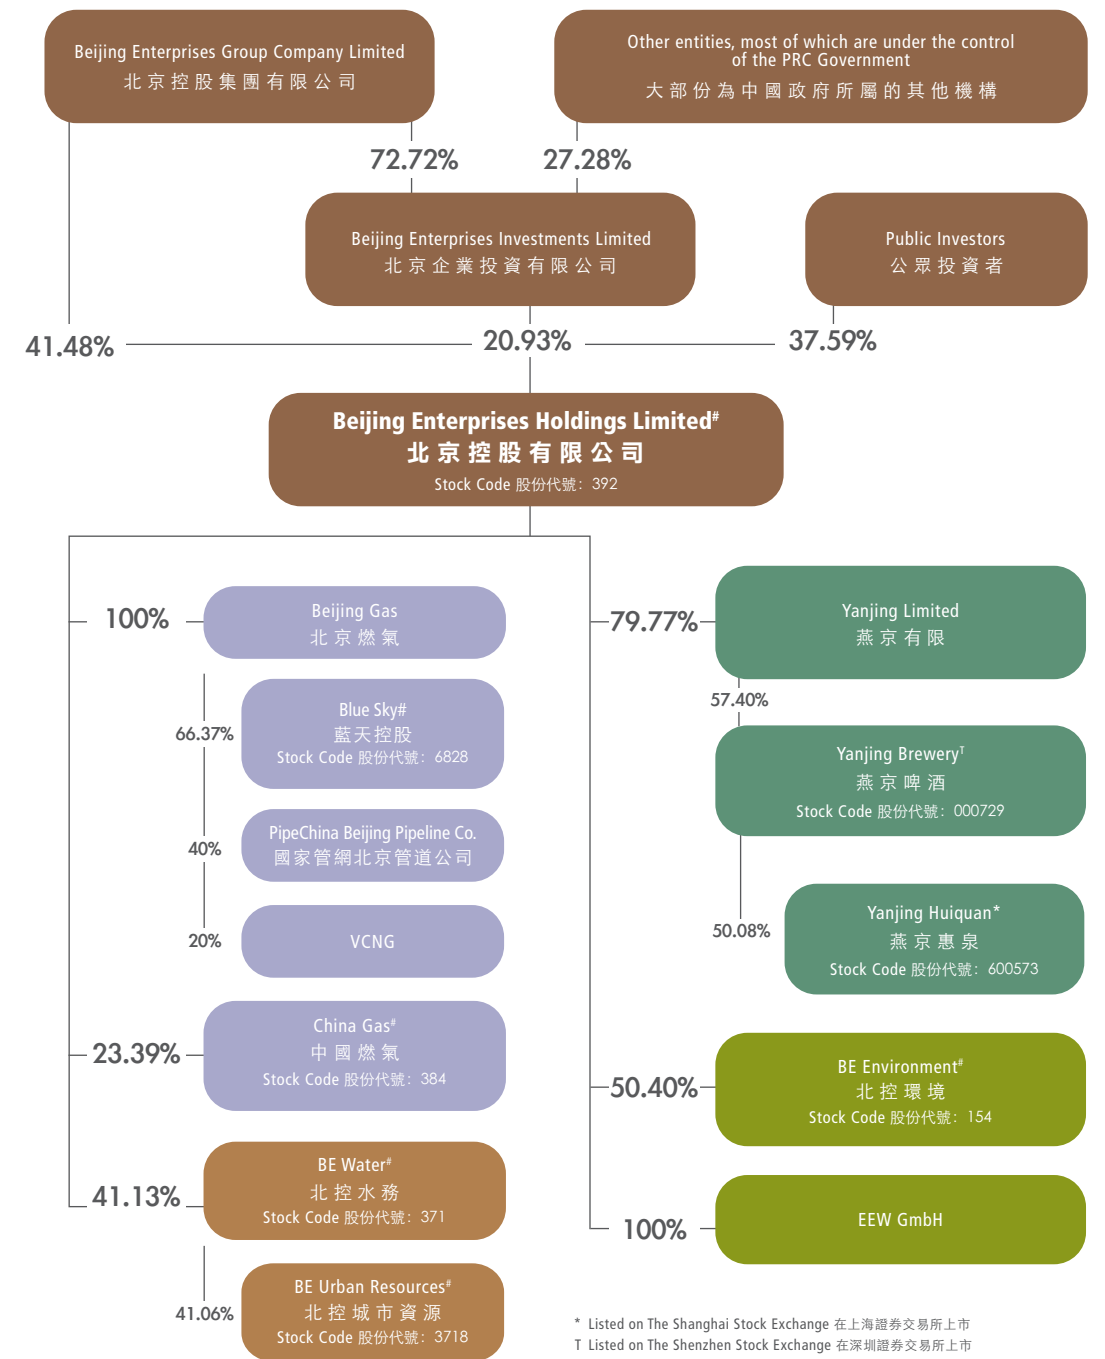 Beijing Enterprises Group Company Limited
北京控股集團有限公司
Other entities, most of which are under the control
of the PRC Government
大部份為中國政府所屬的其他機構
72.72%
27.28%
Beijing Enterprises Investments Limited
北京企業投資有限公司
Public Investors
公眾投資者
41.48%
20.93%
37.59%
Beijing Enterprises Holdings Limited#
北京控股有限公司
Stock Code 股份代號：392
100%
Beijing Gas
北京燃氣
66.37%
Blue Sky#
藍天控股
Stock Code 股份代號：6828
40%
PipeChina Beijing Pipeline Co.
國家管網北京管道公司
20%
VCNG
23.39%
China Gas#
中國燃氣
Stock Code 股份代號：384
41.13%
BE Water#
北控水務
Stock Code 股份代號：371
41.06%
BE Urban Resources#
北控城市資源
Stock Code 股份代號：3718
79.77%
Yanjing Limited
燕京有限
57.40%
Yanjing BreweryT
燕京啤酒
Stock Code 股份代號：000729
50.08%
Yanjing Huiquan*
燕京惠泉
Stock Code 股份代號：600573
50.40%
BE Environment#
北控環境
Stock Code 股份代號：154
100%
EEW GmbH
* Listed on The Shanghai Stock Exchange 在上海證券交易所上市
T Listed on The Shenzhen Stock Exchange 在深圳證券交易所上市